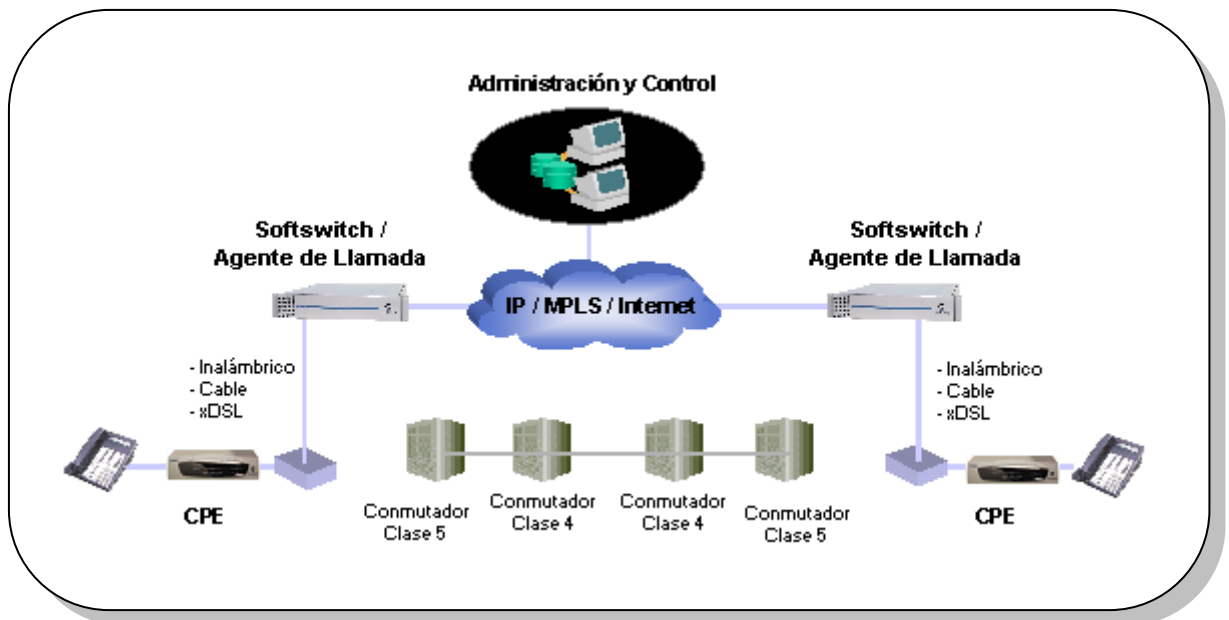 Administración y Control
Softswitch /
Agente de Llamada
Softswitch /
Agente de Llamada
IP / MPLS / Internet
- Inalámbrico
- Cable
- xDSL
- Inalámbrico
- Cable
- xDSL
CPE
Conmutador
Clase 5
Conmutador
Clase 4
Conmutador
Clase 4
Conmutador
Clase 5
CPE